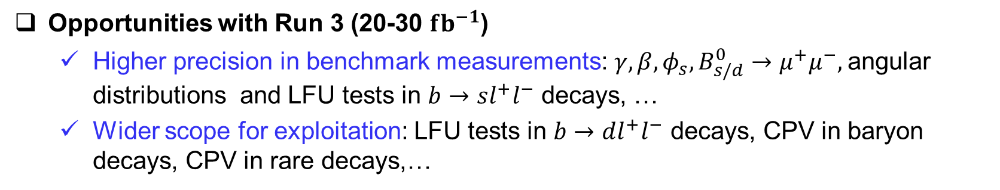 ❑ Opportunities with Run 3 (20-30 fb⁻¹)
✓ Higher precision in benchmark measurements: γ, β, ϕₛ, B⁰_{s/d} → μ⁺μ⁻, angular
distributions and LFU tests in b → sl⁺l⁻ decays, …
✓ Wider scope for exploitation: LFU tests in b → dl⁺l⁻ decays, CPV in baryon
decays, CPV in rare decays,…